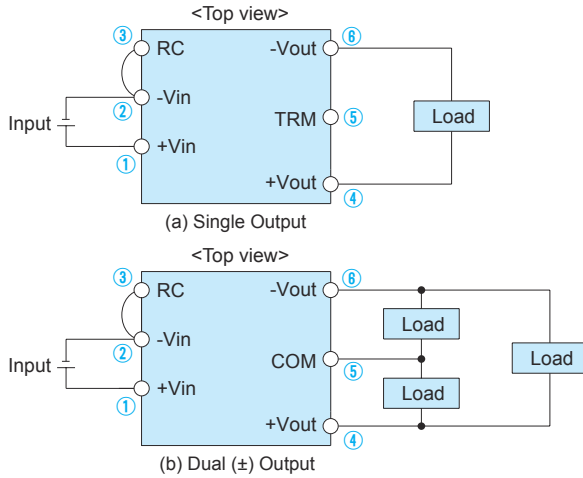 <Top view>
③ RC -Vout ⑥
② -Vin
TRM ⑤ Load
Input
① +Vin
+Vout ④
(a) Single Output
<Top view>
③ RC -Vout ⑥
Load
② -Vin
COM ⑤ Load
Input
① +Vin Load
+Vout ④
(b) Dual (±) Output